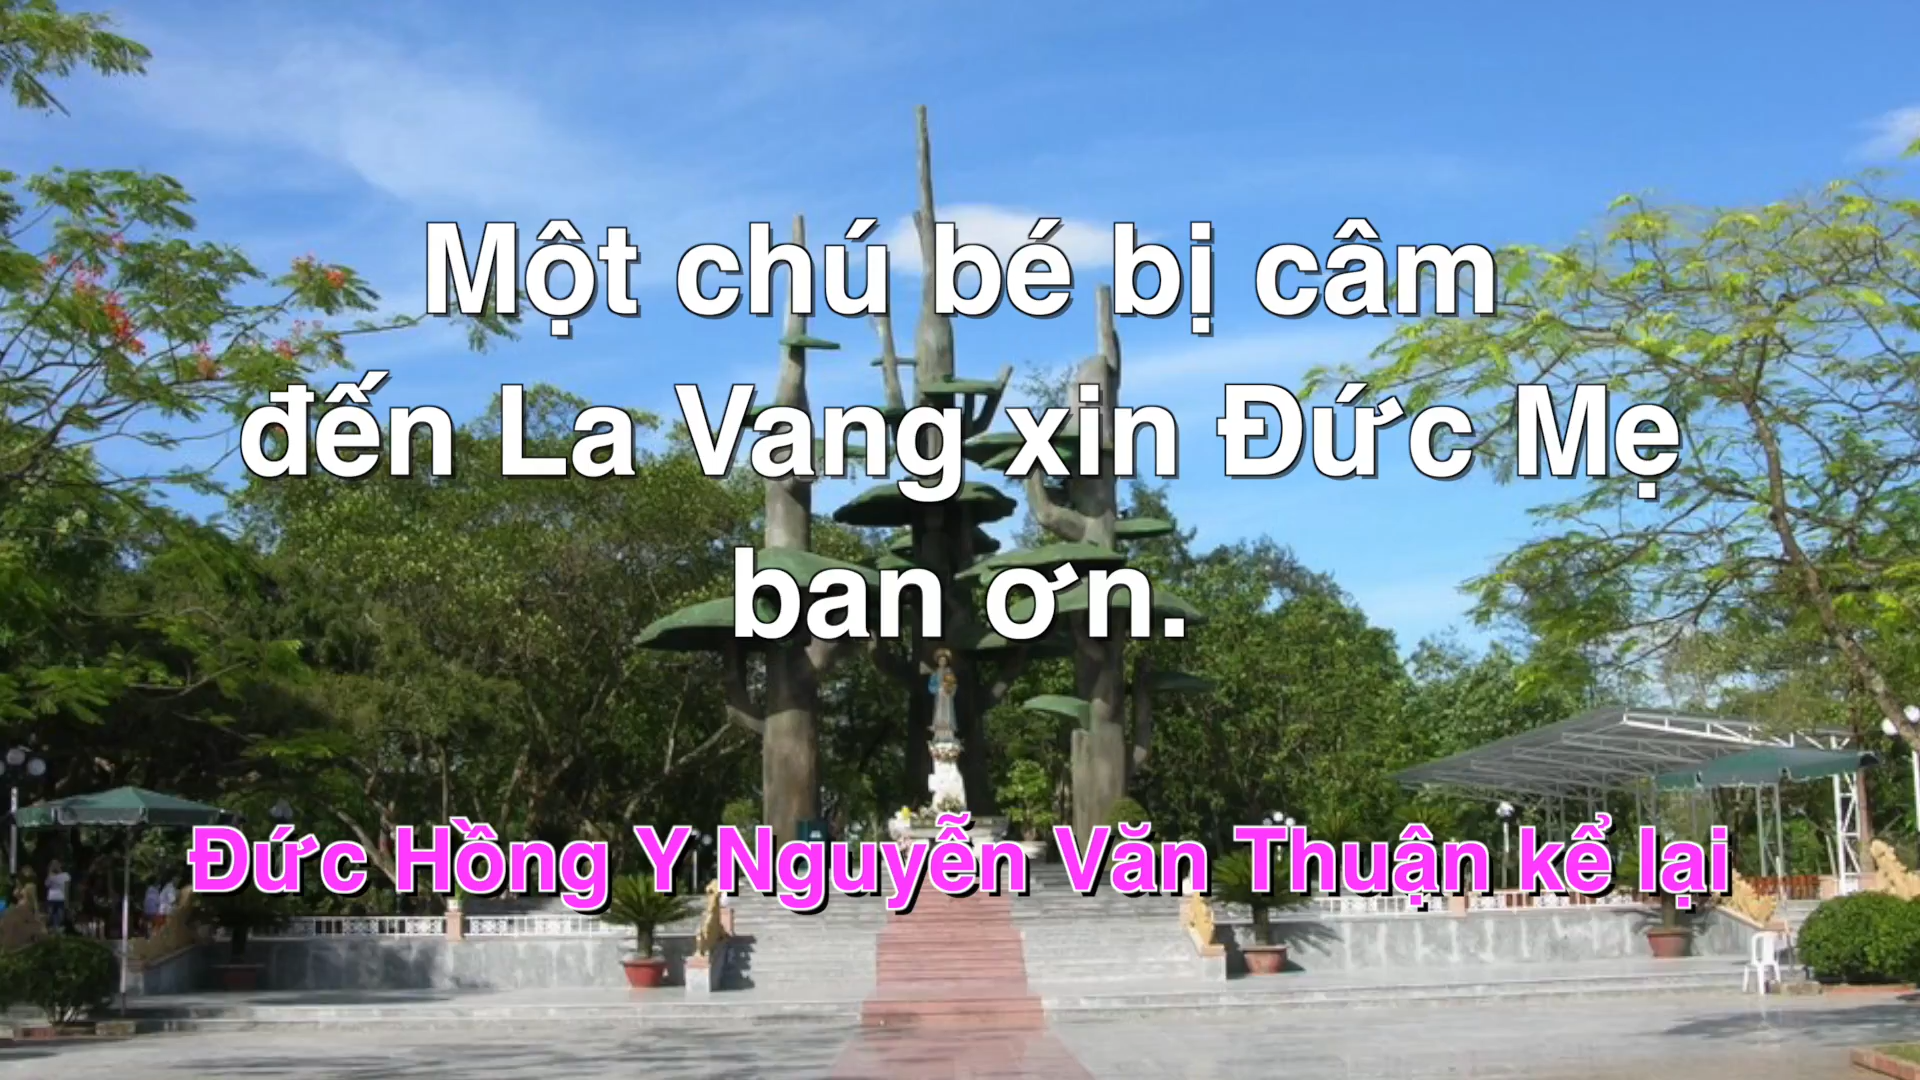 Một chú bé bị câm
đến La Vang xin Đức Mẹ
ban ơn.
Đức Hồng Y Nguyễn Văn Thuận kể lại